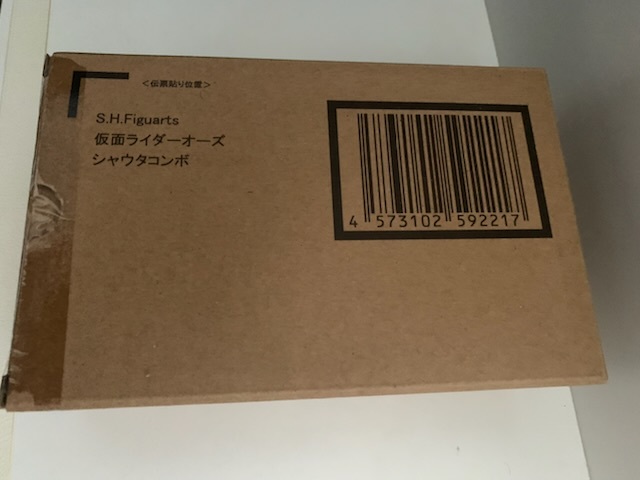 <伝票貼り位置>
S.H.Figuarts
仮面ライダーオーズ
シャウタコンボ
4 573102 592217